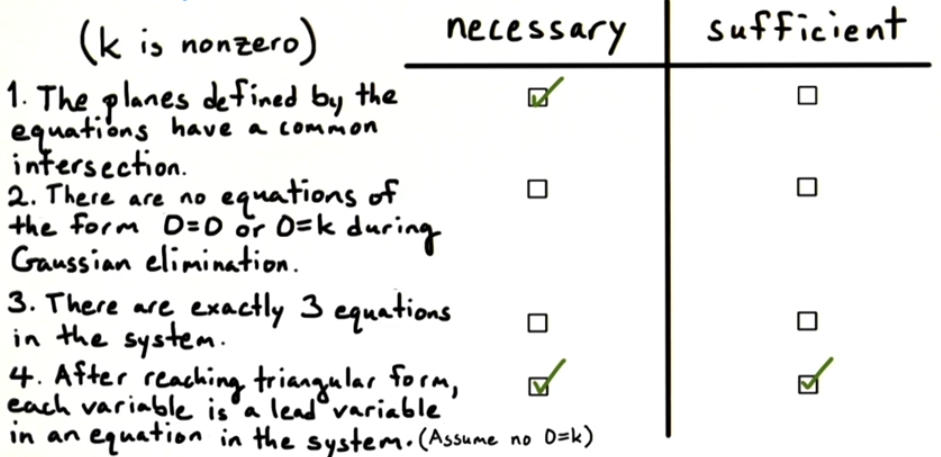 (k is nonzero)
necessary
sufficient
1. The planes defined by the
equations have a common
intersection.
2. There are no equations of
the form 0=0 or 0=k during
Gaussian elimination.
3. There are exactly 3 equations
in the system.
4. After reaching triangular form,
each variable is a lead variable
in an equation in the system. (Assume no 0=k)